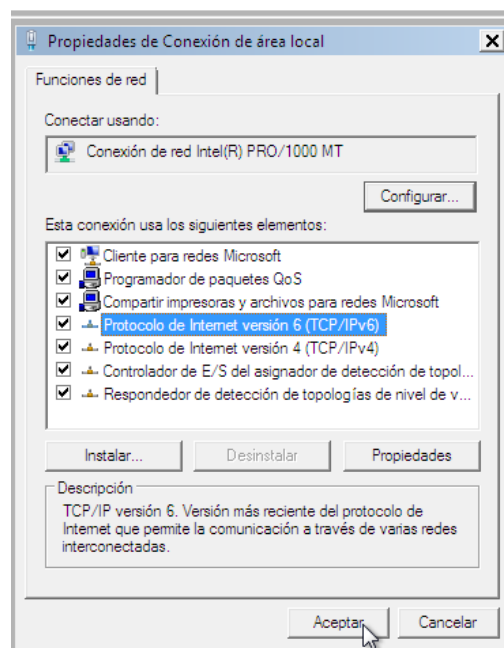 Propiedades de Conexión de área local
Funciones de red
Conectar usando:
Conexión de red Intel(R) PRO/1000 MT
Configurar...
Esta conexión usa los siguientes elementos:
Cliente para redes Microsoft
Programador de paquetes QoS
Compartir impresoras y archivos para redes Microsoft
Protocolo de Internet versión 6 (TCP/IPv6)
Protocolo de Internet versión 4 (TCP/IPv4)
Controlador de E/S del asignador de detección de topol...
Respondedor de detección de topologías de nivel de v...
Instalar...
Desinstalar
Propiedades
Descripción
TCP/IP versión 6. Versión más reciente del protocolo de
Internet que permite la comunicación a través de varias redes
interconectadas.
Aceptar
Cancelar